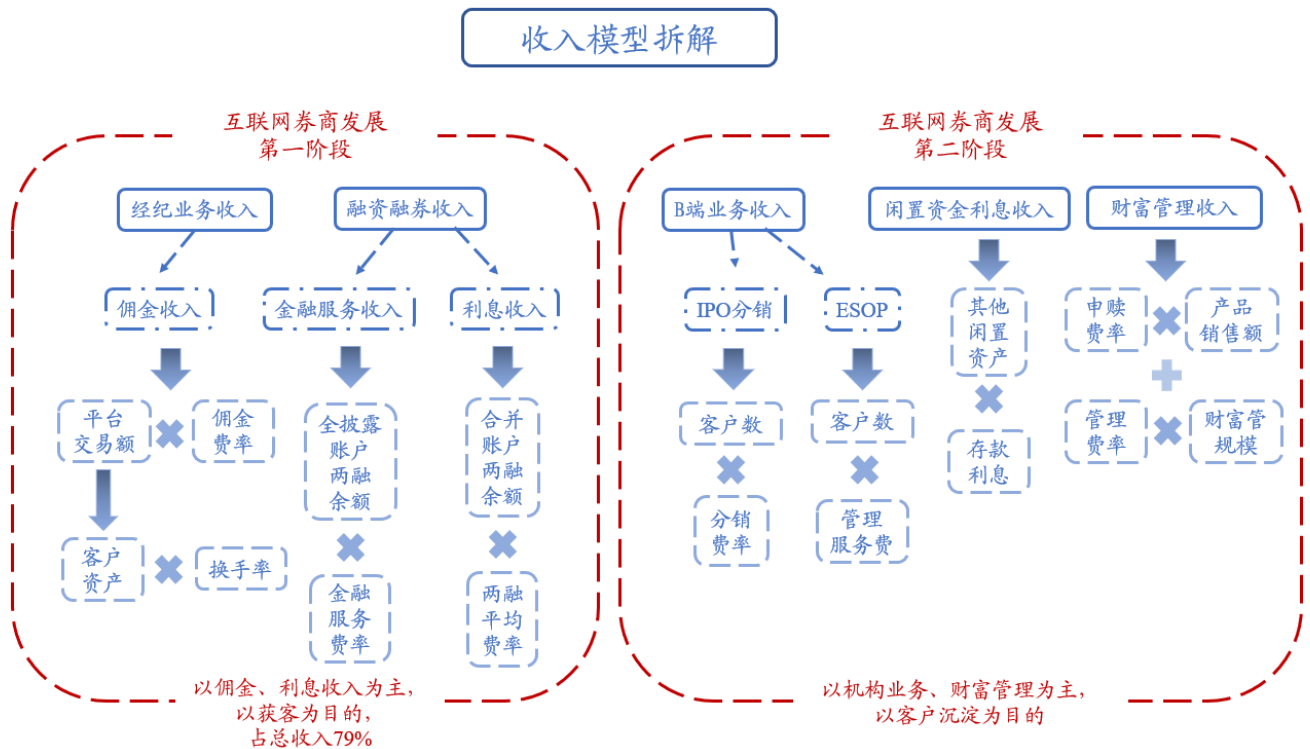 收入模型拆解
互联网券商发展
第一阶段
经纪业务收入
融资融券收入
佣金收入
金融服务收入
利息收入
平台
交易额
佣金
费率
客户
资产
换手率
全披露
账户
两融
余额
金融
服务
费率
合并
账户
两融
余额
两融
平均
费率
以佣金、利息收入为主,
以获客为目的,
占总收入79%
互联网券商发展
第二阶段
B端业务收入
闲置资金利息收入
财富管理收入
IPO分销
ESOP
客户数
分销
费率
客户数
管理
服务费
其他
闲置
资产
存款
利息
申赎
费率
产品
销售额
管理
费率
财富管
规模
以机构业务、财富管理为主,
以客户沉淀为目的